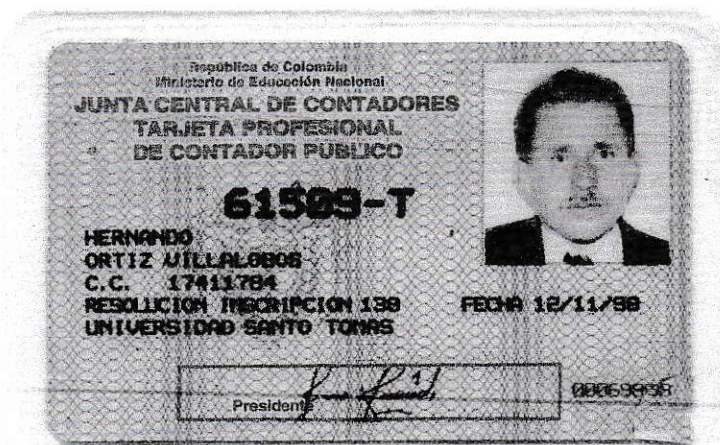 República de Colombia
Ministerio de Educación Nacional
JUNTA CENTRAL DE CONTADORES
TARJETA PROFESIONAL
DE CONTADOR PUBLICO
61509-T
HERNANDO
ORTIZ VILLALOBOS
C.C. 17411784
RESOLUCION INSCRIPCION 138 FECHA 12/11/98
UNIVERSIDAD SANTO TOMAS
Presidente